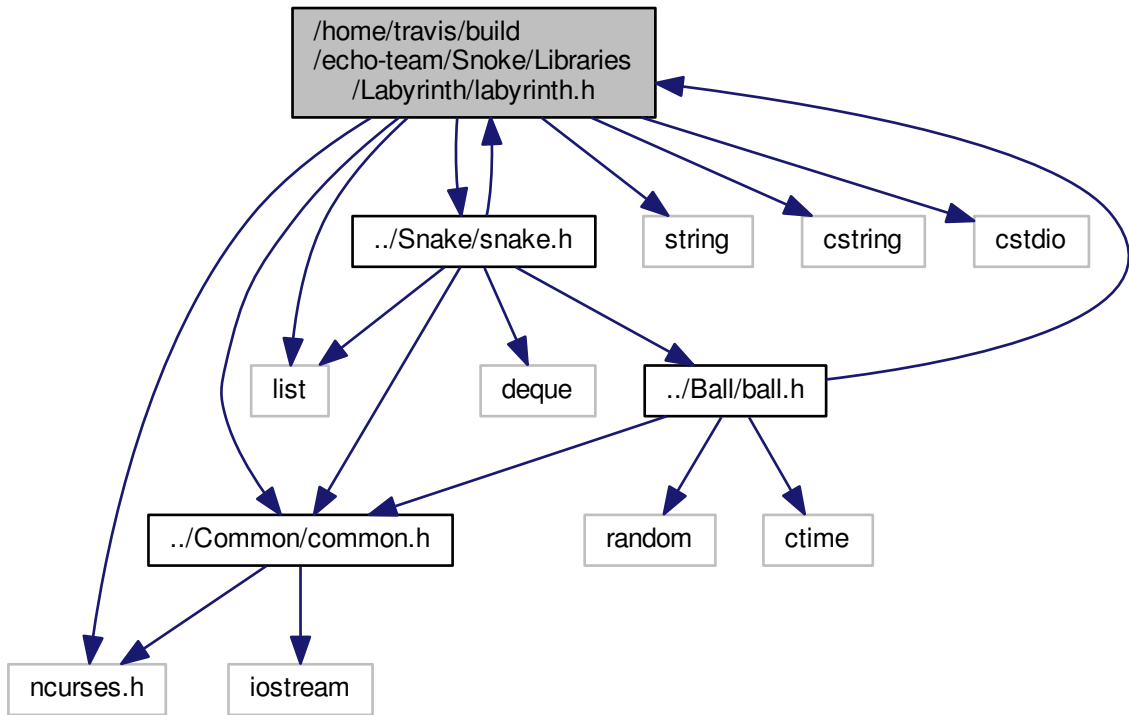 /home/travis/build
/echo-team/Snoke/Libraries
/Labyrinth/labyrinth.h
../Snake/snake.h
string
cstring
cstdio
list
deque
../Ball/ball.h
../Common/common.h
random
ctime
ncurses.h
iostream